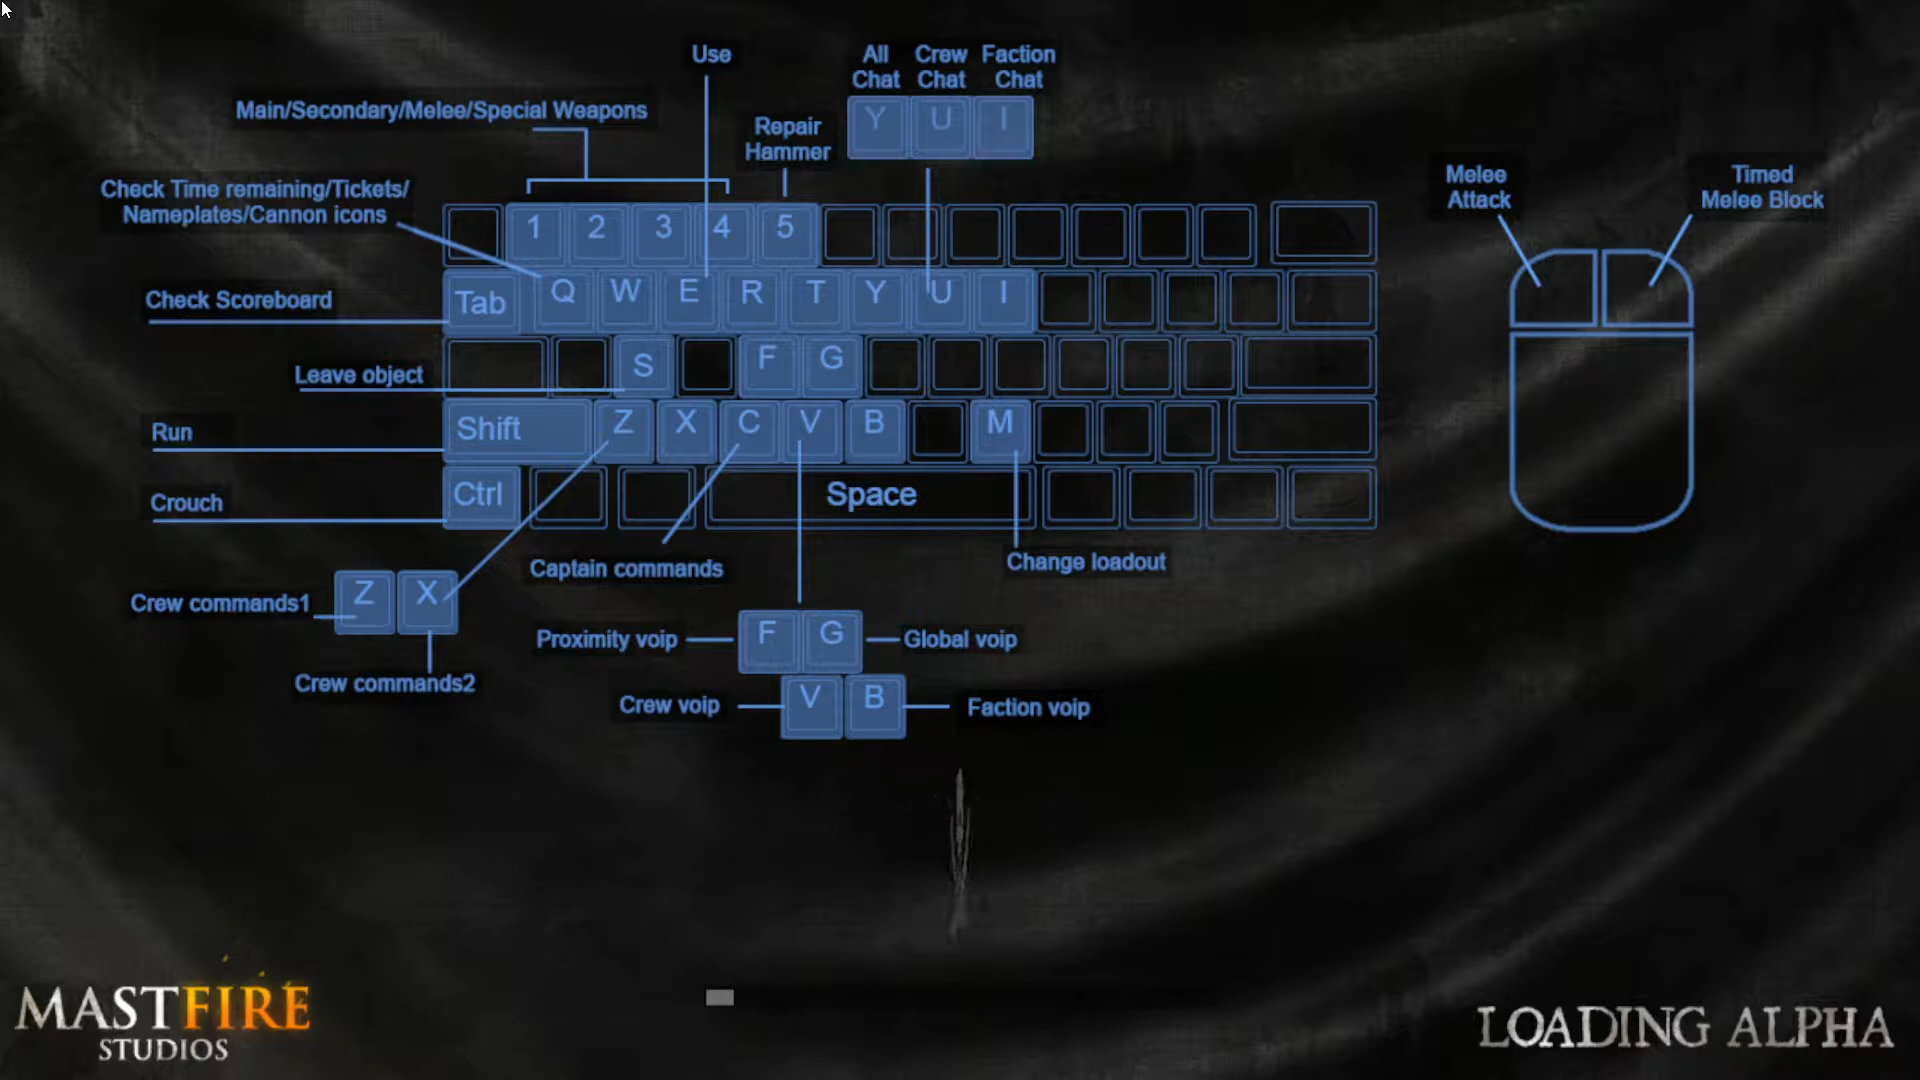 Use
All
Chat
Crew
Chat
Faction
Chat
Y U I
Main/Secondary/Melee/Special Weapons
Repair
Hammer
Melee
Attack
Timed
Melee Block
Check Time remaining/Tickets/
Nameplates/Cannon icons
1 2 3 4 5
Check Scoreboard
Tab Q W E R T Y U I
Leave object
S F G
Run
Shift Z X C V B M
Crouch
Ctrl Space
Captain commands
Change loadout
Crew commands1
Z X
Crew commands2
Proximity voip
F G
Global voip
Crew voip
V B
Faction voip
MASTFIRE
STUDIOS
LOADING ALPHA